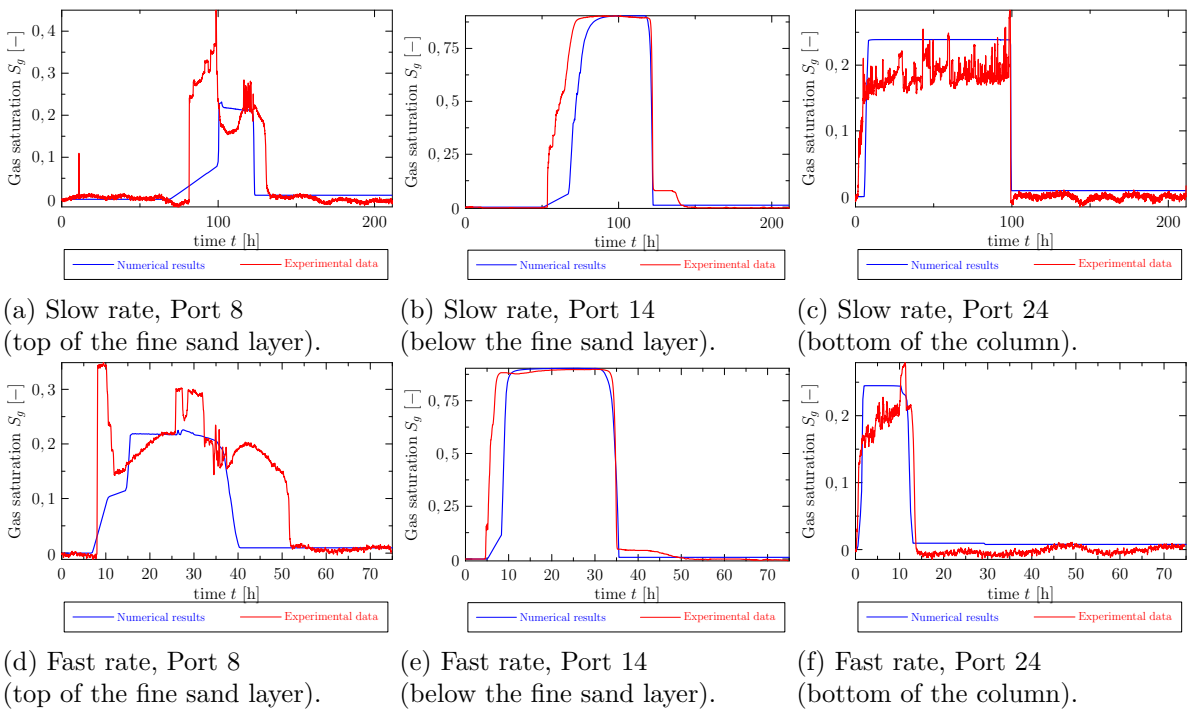 Gas saturation S_g [−]
0, 4
0, 3
0, 2
0, 1
0
0
100
200
time t [h]
Numerical results
Experimental data
(a) Slow rate, Port 8
(top of the fine sand layer).
Gas saturation S_g [−]
0, 75
0, 5
0, 25
0
0
100
200
time t [h]
Numerical results
Experimental data
(b) Slow rate, Port 14
(below the fine sand layer).
Gas saturation S_g [−]
0, 2
0, 1
0
0
100
200
time t [h]
Numerical results
Experimental data
(c) Slow rate, Port 24
(bottom of the column).
Gas saturation S_g [−]
0, 3
0, 2
0, 1
0
0 10 20 30 40 50 60 70
time t [h]
Numerical results
Experimental data
(d) Fast rate, Port 8
(top of the fine sand layer).
Gas saturation S_g [−]
0, 75
0, 5
0, 25
0
0 10 20 30 40 50 60 70
time t [h]
Numerical results
Experimental data
(e) Fast rate, Port 14
(below the fine sand layer).
Gas saturation S_g [−]
0, 2
0, 1
0
0 10 20 30 40 50 60 70
time t [h]
Numerical results
Experimental data
(f) Fast rate, Port 24
(bottom of the column).